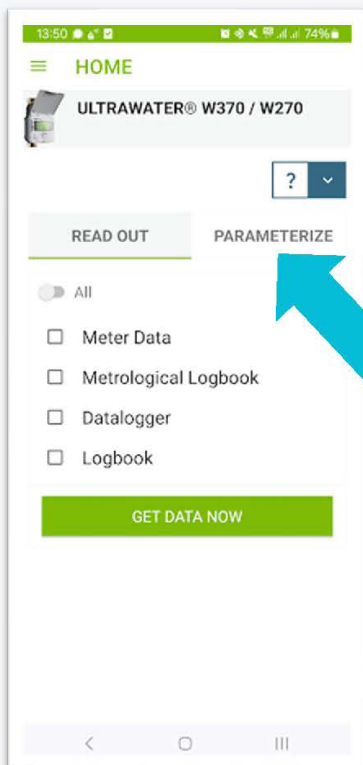 13:50 74%
HOME
ULTRAWATER® W370 / W270
?
READ OUT PARAMETERIZE
All
Meter Data
Metrological Logbook
Datalogger
Logbook
GET DATA NOW